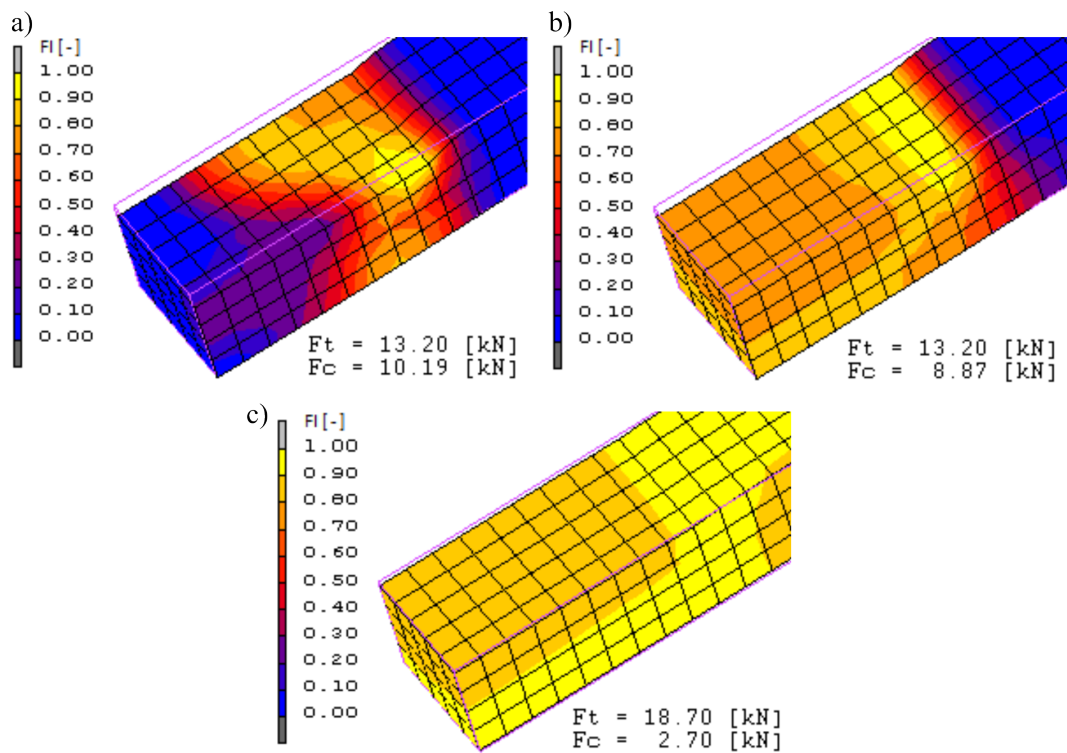 a)
FI [-]
1.00
0.90
0.80
0.70
0.60
0.50
0.40
0.30
0.20
0.10
0.00
Ft = 13.20 [kN]
Fc = 10.19 [kN]
b)
FI [-]
1.00
0.90
0.80
0.70
0.60
0.50
0.40
0.30
0.20
0.10
0.00
Ft = 13.20 [kN]
Fc = 8.87 [kN]
c)
FI [-]
1.00
0.90
0.80
0.70
0.60
0.50
0.40
0.30
0.20
0.10
0.00
Ft = 18.70 [kN]
Fc = 2.70 [kN]